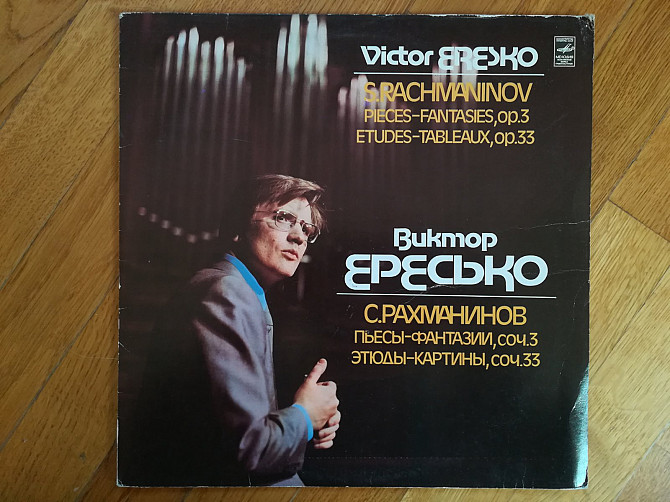 Victor ERESKO
S.RACHMANINOV
PIECES-FANTASIES, op.3
ETUDES-TABLEAUX, op.33
МЕЛОДИЯ
Виктор
ЕРЕСЬКО
С.РАХМАНИНОВ
ПЬЕСЫ-ФАНТАЗИИ, соч.3
ЭТЮДЫ-КАРТИНЫ, соч.33